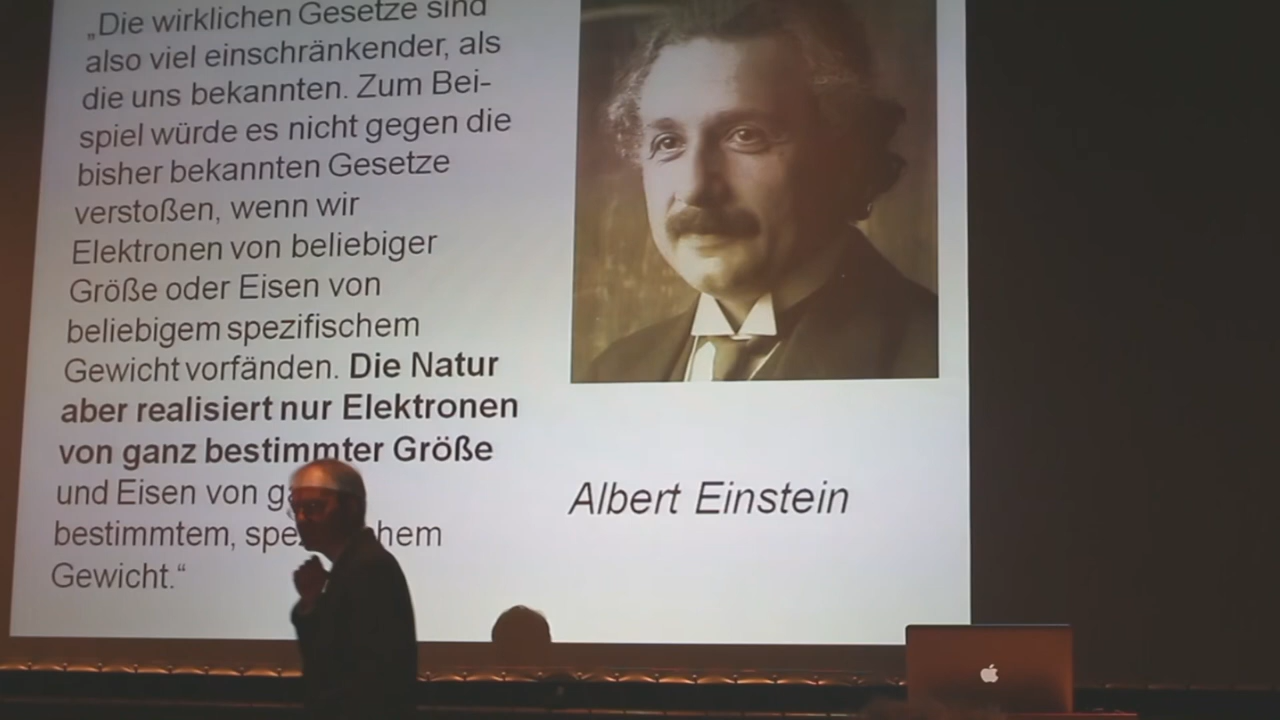 „Die wirklichen Gesetze sind
also viel einschränkender, als
die uns bekannten. Zum Bei-
spiel würde es nicht gegen die
bisher bekannten Gesetze
verstoßen, wenn wir
Elektronen von beliebiger
Größe oder Eisen von
beliebigem spezifischem
Gewicht vorfänden. Die Natur
aber realisiert nur Elektronen
von ganz bestimmter Größe
und Eisen von
bestimmtem,
Gewicht.“
Albert Einstein